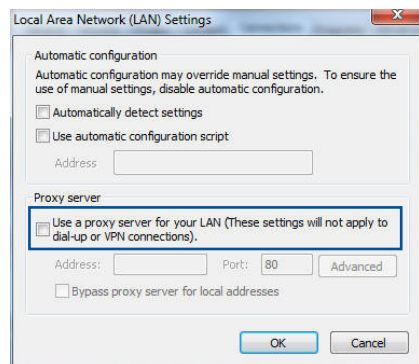 Local Area Network (LAN) Settings
Automatic configuration
Automatic configuration may override manual settings. To ensure the
use of manual settings, disable automatic configuration.
Automatically detect settings
Use automatic configuration script
Address
Proxy server
Use a proxy server for your LAN (These settings will not apply to
dial-up or VPN connections).
Address: Port: 80 Advanced
Bypass proxy server for local addresses
OK Cancel